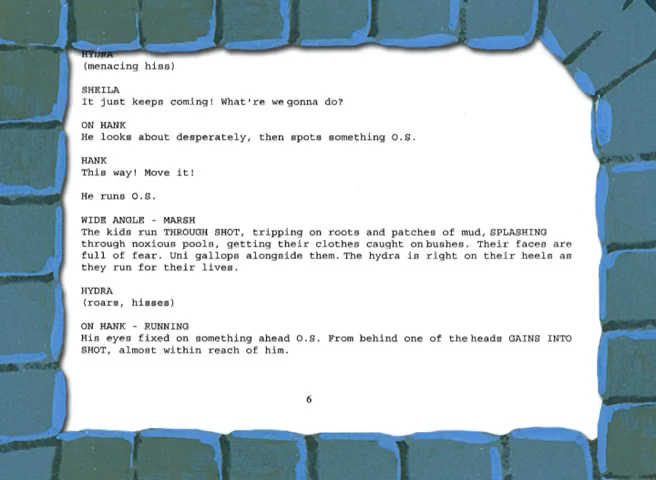 HYDRA
(menacing hiss)
SHEILA
It just keeps coming! What're we gonna do?
ON HANK
He looks about desperately, then spots something O.S.
HANK
This way! Move it!
He runs O.S.
WIDE ANGLE - MARSH
The kids run THROUGH SHOT, tripping on roots and patches of mud, SPLASHING
through noxious pools, getting their clothes caught on bushes. Their faces are
full of fear. Uni gallops alongside them. The hydra is right on their heels as
they run for their lives.
HYDRA
(roars, hisses)
ON HANK - RUNNING
His eyes fixed on something ahead O.S. From behind one of the heads GAINS INTO
SHOT, almost within reach of him.
6